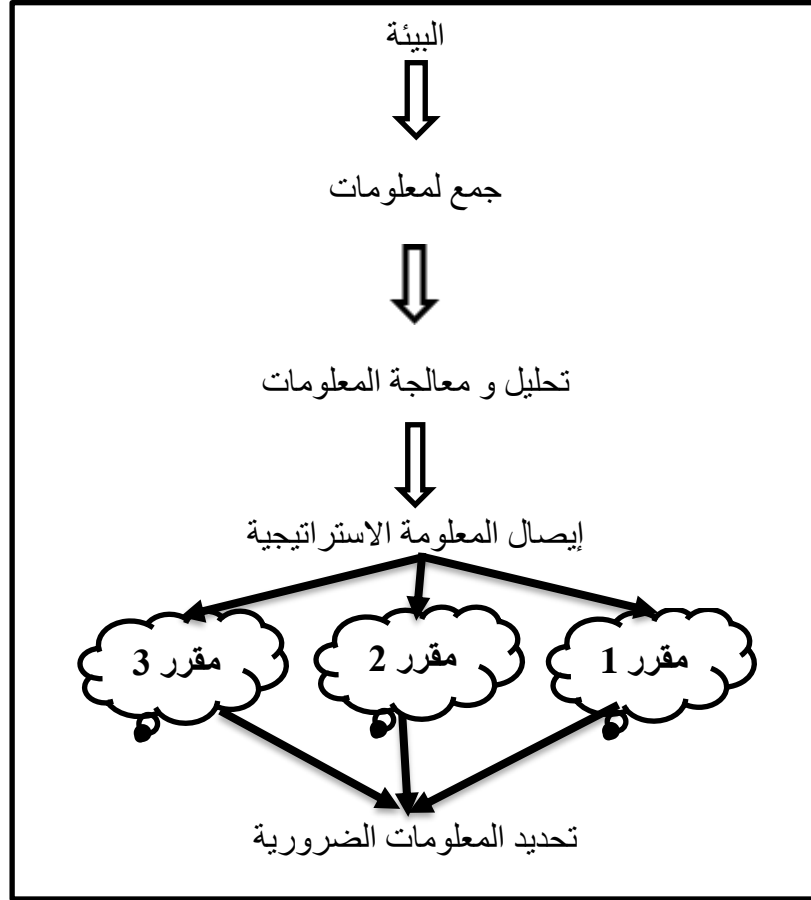 البيئة
جمع لمعلومات
تحليل و معالجة المعلومات
إيصال المعلومة الاستراتيجية
مقرر 1
مقرر 2
مقرر 3
تحديد المعلومات الضرورية